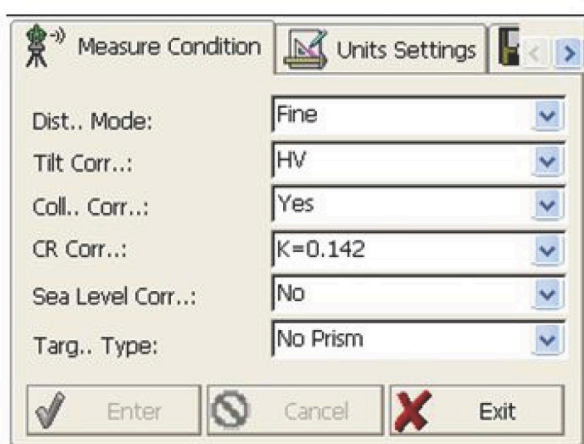 Measure Condition Units Settings
Dist.. Mode: Fine
Tilt Corr..: HV
Coll.. Corr..: Yes
CR Corr..: K=0.142
Sea Level Corr..: No
Targ.. Type: No Prism
Enter Cancel Exit